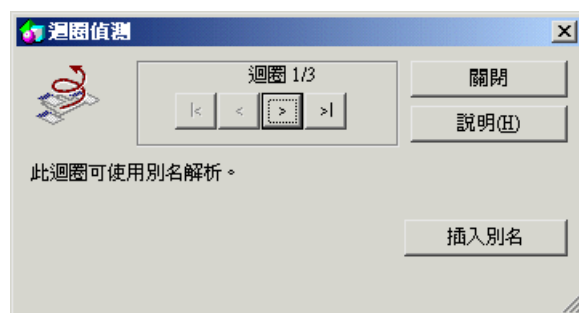 迴圈偵測
迴圈 1/3
|< < > >|
關閉
說明(H)
此迴圈可使用別名解析。
插入別名